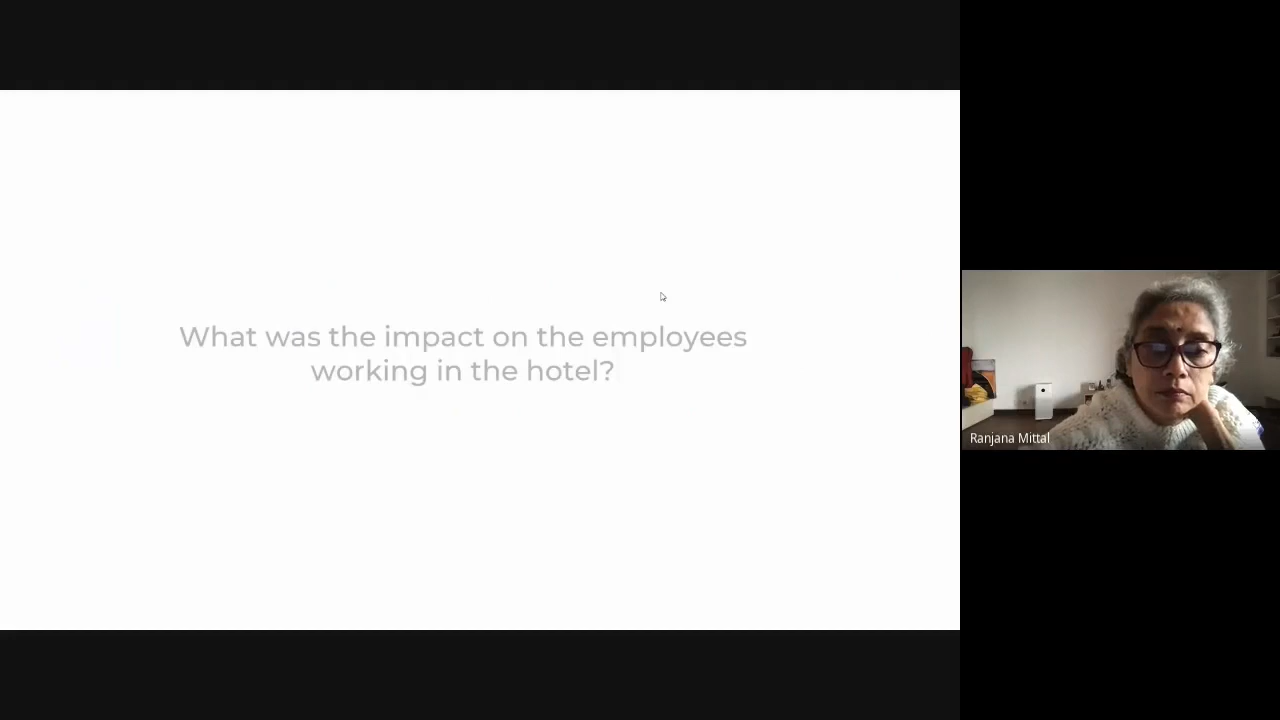 What was the impact on the employees
working in the hotel?
Ranjana Mittal